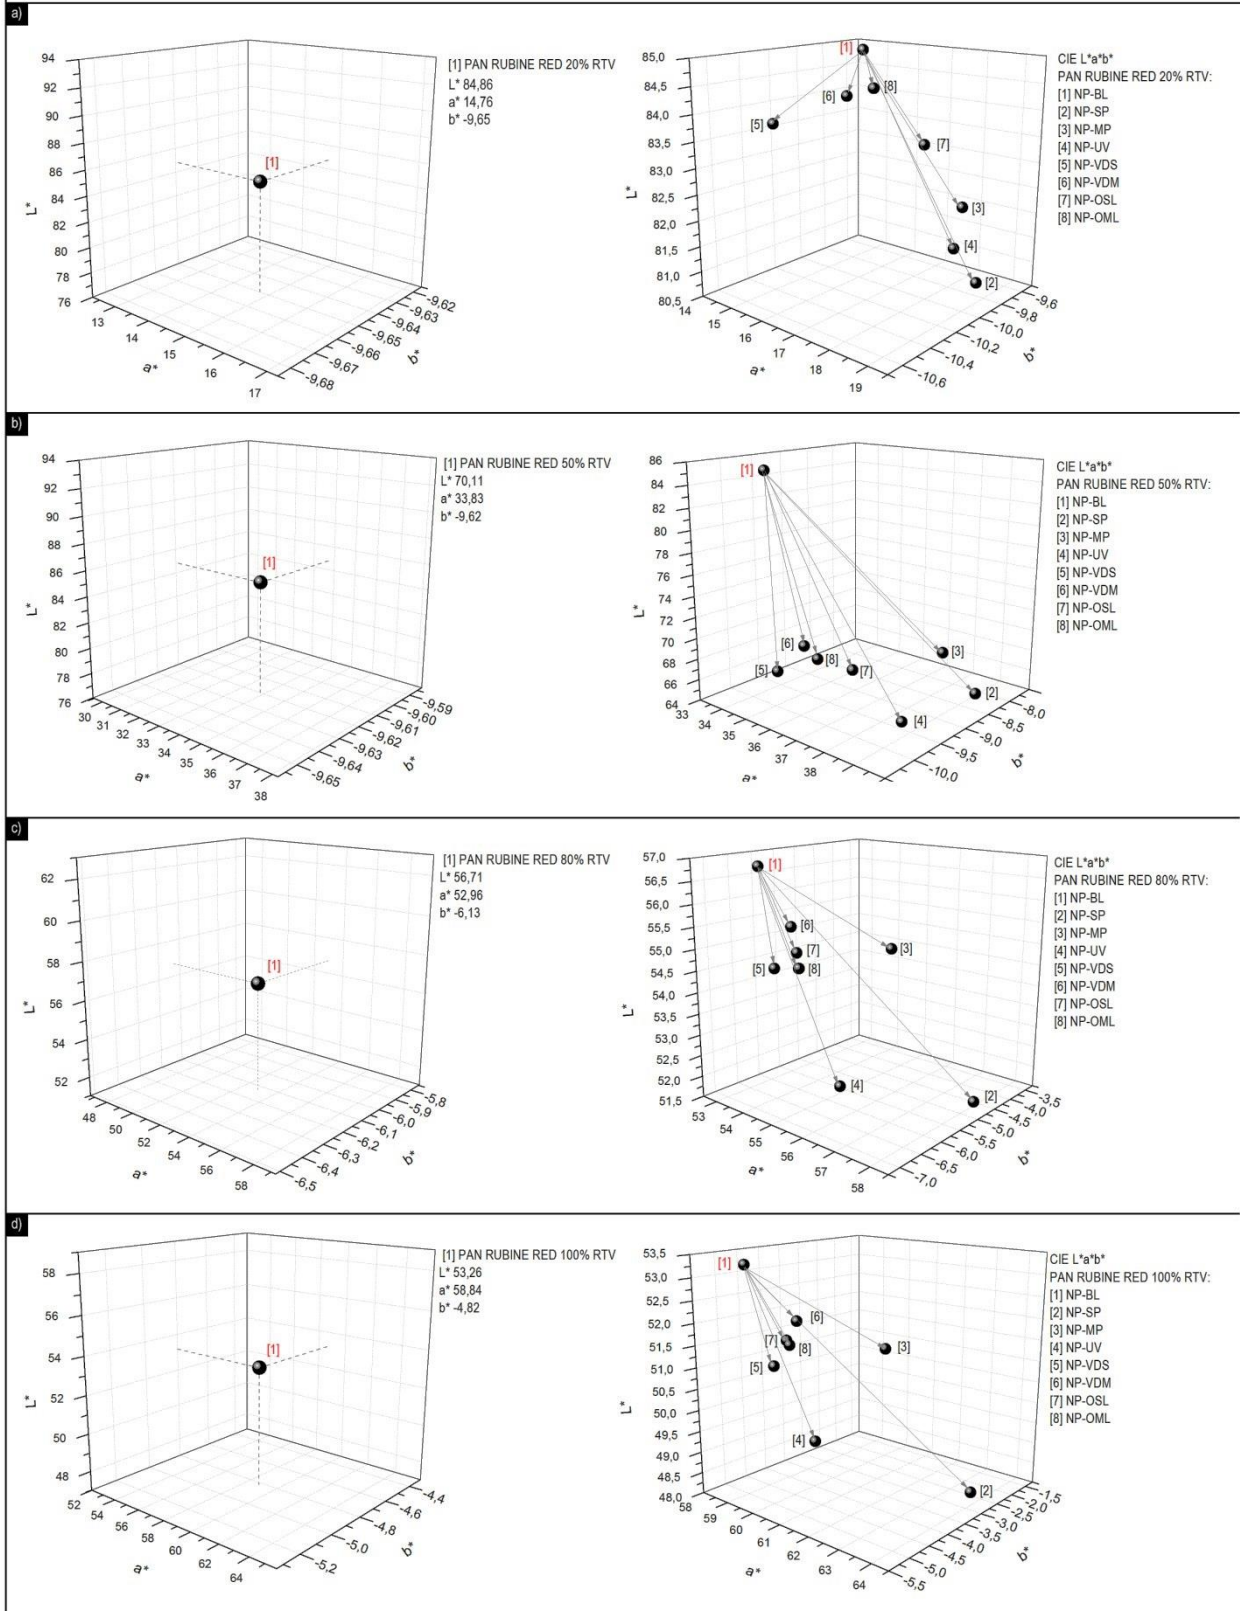 a)
94
92
90
88
86
84
82
80
78
76
L*
13
14
15
16
17
a*
-9,62
-9,63
-9,64
-9,65
-9,66
-9,67
-9,68
b*
[1]
[1] PAN RUBINE RED 20% RTV
L* 84,86
a* 14,76
b* -9,65
85,0
84,5
84,0
83,5
83,0
82,5
82,0
81,5
81,0
80,5
L*
14
15
16
17
18
19
a*
-9,6
-9,8
-10,0
-10,2
-10,4
-10,6
b*
[1]
[8]
[6]
[5]
[7]
[3]
[4]
[2]
CIE L*a*b*
PAN RUBINE RED 20% RTV:
[1] NP-BL
[2] NP-SP
[3] NP-MP
[4] NP-UV
[5] NP-VDS
[6] NP-VDM
[7] NP-OSL
[8] NP-OML
b)
94
92
90
88
86
84
82
80
78
76
L*
30
31
32
33
34
35
36
37
38
a*
-9,59
-9,60
-9,61
-9,62
-9,63
-9,64
-9,65
b*
[1]
[1] PAN RUBINE RED 50% RTV
L* 70,11
a* 33,83
b* -9,62
86
84
82
80
78
76
74
72
70
68
66
64
L*
33
34
35
36
37
38
a*
-8,0
-8,5
-9,0
-9,5
-10,0
b*
[1]
[6]
[8]
[5]
[7]
[3]
[2]
[4]
CIE L*a*b*
PAN RUBINE RED 50% RTV:
[1] NP-BL
[2] NP-SP
[3] NP-MP
[4] NP-UV
[5] NP-VDS
[6] NP-VDM
[7] NP-OSL
[8] NP-OML
c)
62
60
58
56
54
52
L*
48
50
52
54
56
58
a*
-5,8
-5,9
-6,0
-6,1
-6,2
-6,3
-6,4
-6,5
b*
[1]
[1] PAN RUBINE RED 80% RTV
L* 56,71
a* 52,96
b* -6,13
57,0
56,5
56,0
55,5
55,0
54,5
54,0
53,5
53,0
52,5
52,0
51,5
L*
53
54
55
56
57
58
a*
-3,5
-4,0
-4,5
-5,0
-5,5
-6,0
-6,5
-7,0
b*
[1]
[6]
[7]
[3]
[5]
[8]
[4]
[2]
CIE L*a*b*
PAN RUBINE RED 80% RTV:
[1] NP-BL
[2] NP-SP
[3] NP-MP
[4] NP-UV
[5] NP-VDS
[6] NP-VDM
[7] NP-OSL
[8] NP-OML
d)
58
56
54
52
50
48
L*
52
54
56
58
60
62
64
a*
-4,4
-4,6
-4,8
-5,0
-5,2
b*
[1]
[1] PAN RUBINE RED 100% RTV
L* 53,26
a* 58,84
b* -4,82
53,5
53,0
52,5
52,0
51,5
51,0
50,5
50,0
49,5
49,0
48,5
48,0
L*
58
59
60
61
62
63
64
a*
-1,5
-2,0
-2,5
-3,0
-3,5
-4,0
-4,5
-5,0
-5,5
b*
[1]
[6]
[7]
[8]
[3]
[5]
[4]
[2]
CIE L*a*b*
PAN RUBINE RED 100% RTV:
[1] NP-BL
[2] NP-SP
[3] NP-MP
[4] NP-UV
[5] NP-VDS
[6] NP-VDM
[7] NP-OSL
[8] NP-OML